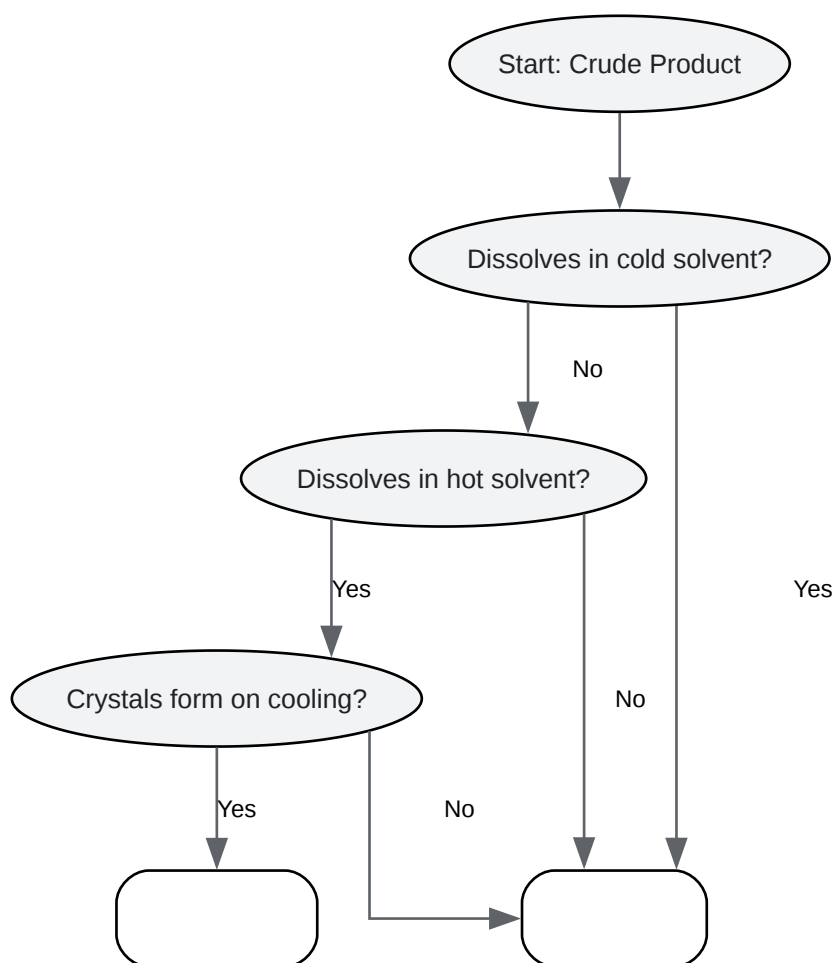 Start: Crude Product
Dissolves in cold solvent?
No
Dissolves in hot solvent?
Yes
Yes
Crystals form on cooling?
No
Yes
No